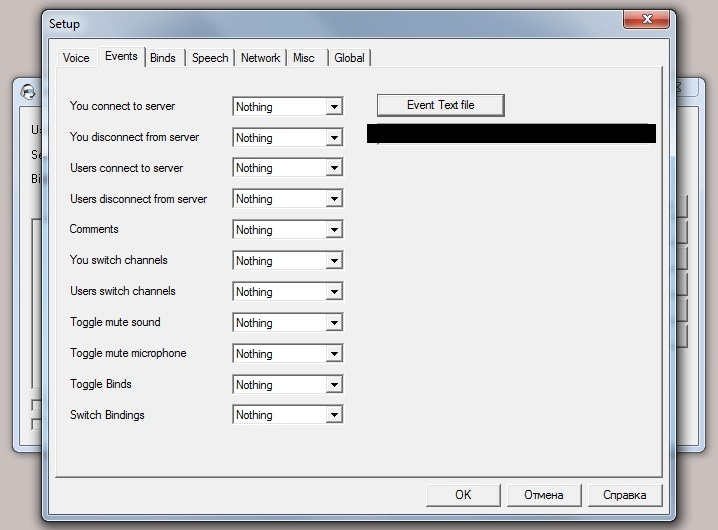 Setup
Voice Events Binds Speech Network Misc Global
You connect to server Nothing Event Text file
You disconnect from server Nothing
Users connect to server Nothing
Users disconnect from server Nothing
Comments Nothing
You switch channels Nothing
Users switch channels Nothing
Toggle mute sound Nothing
Toggle mute microphone Nothing
Toggle Binds Nothing
Switch Bindings Nothing
OK Отмена Справка